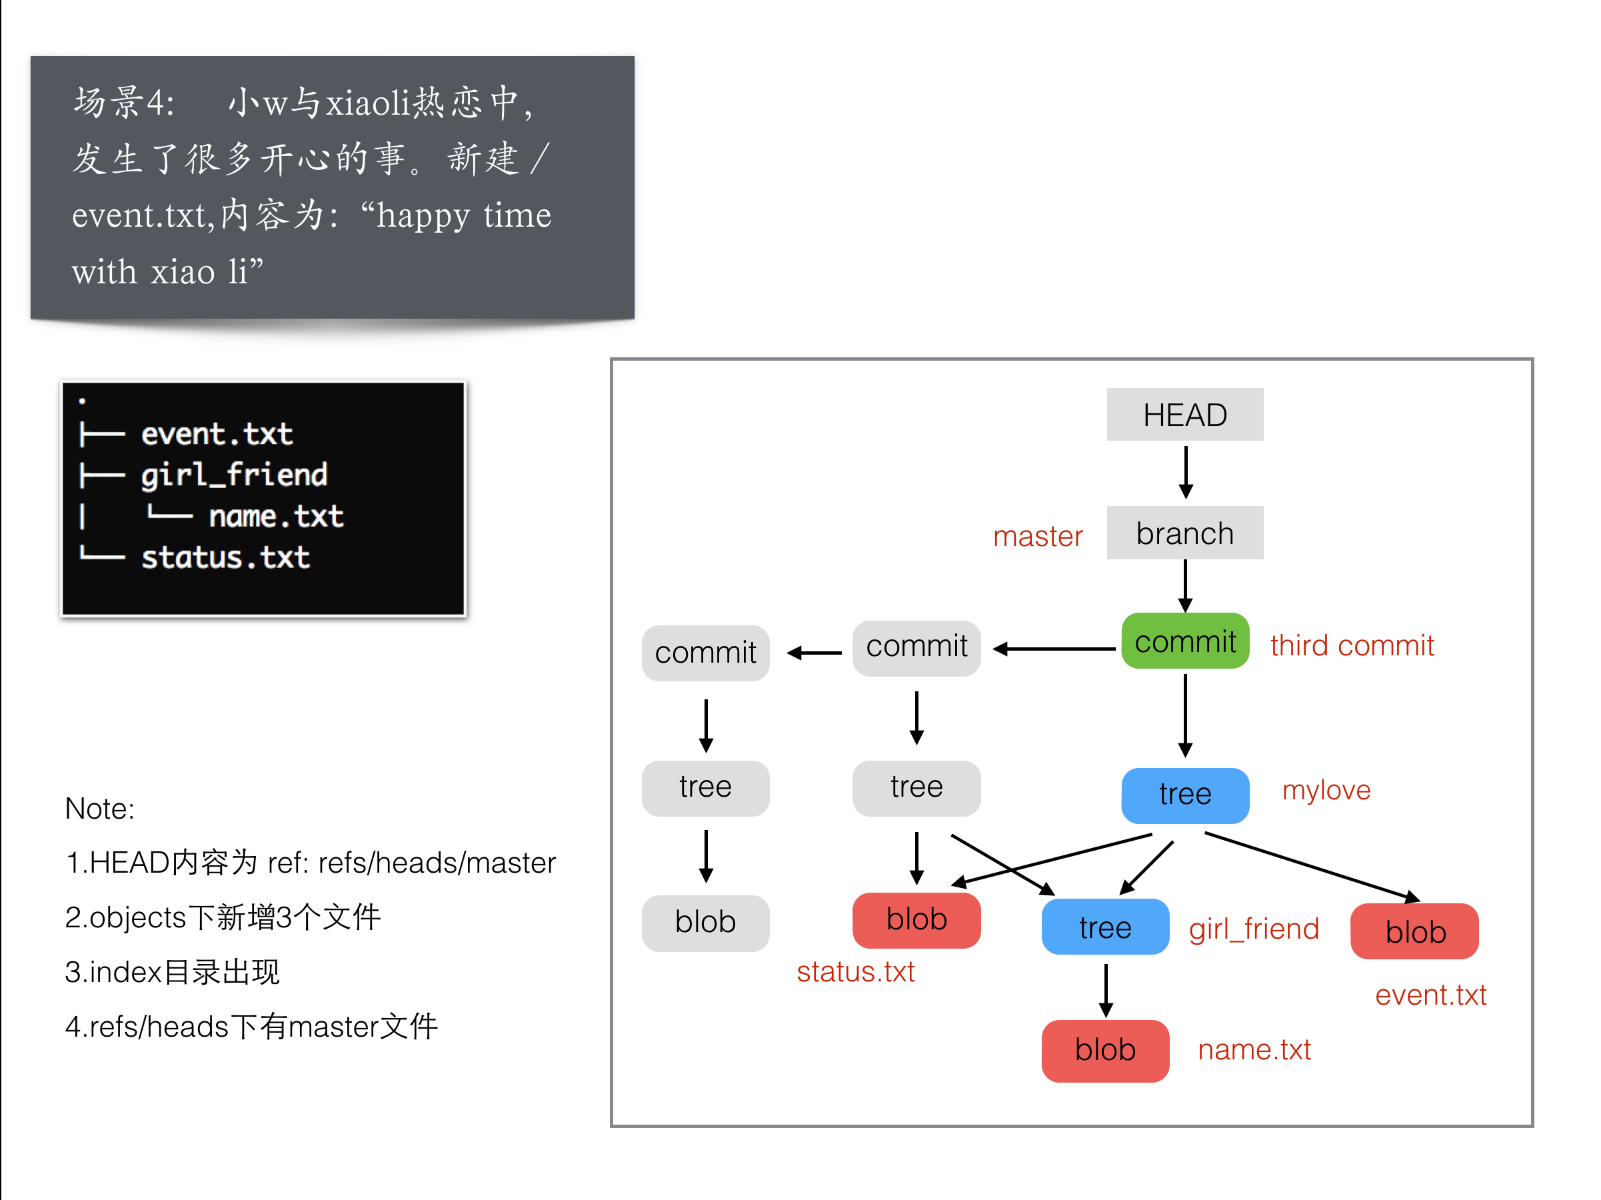 场景4:　小w与xiaoli热恋中,
发生了很多开心的事。新建／
event.txt,内容为:“happy time
with xiao li”
.
├── event.txt
├── girl_friend
|   └── name.txt
└── status.txt
Note:
1.HEAD内容为 ref: refs/heads/master
2.objects下新增3个文件
3.index目录出现
4.refs/heads下有master文件
HEAD
master
branch
commit
commit
commit
third commit
tree
tree
tree
mylove
blob
blob
tree
girl_friend
blob
status.txt
event.txt
blob
name.txt